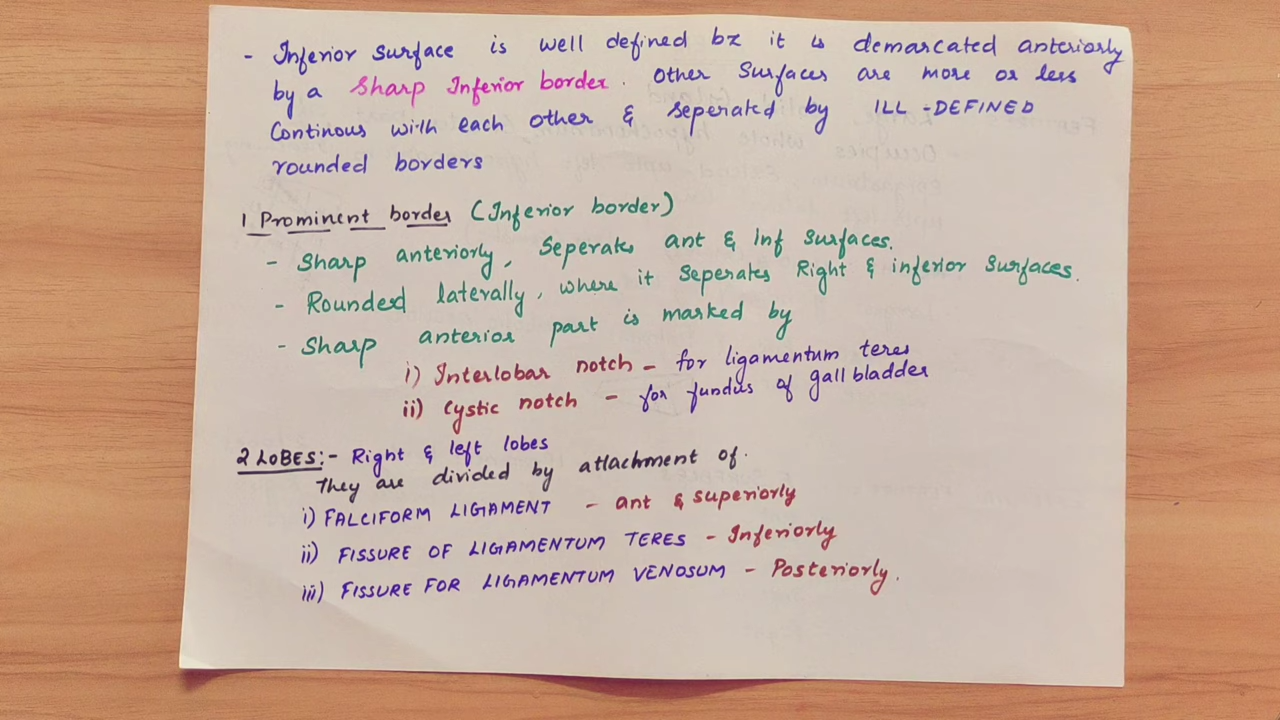 - Inferior surface is well defined bz it is demarcated anteriorly
by a Sharp Inferior border. Other Surfaces are more or less
Continous with each other & seperated by ILL-DEFINED
rounded borders
1 Prominent border (Inferior border)
- Sharp anteriorly, Seperates ant & Inf Surfaces.
- Rounded laterally, where it Seperates Right & inferior Surfaces.
- Sharp anterior part is marked by
i) Interlobar notch - for ligamentum teres
ii) Cystic notch - for fundus of gall bladder
2 LOBES:- Right & left lobes
They are divided by attachment of.
i) FALCIFORM LIGAMENT - ant & superiorly
ii) FISSURE OF LIGAMENTUM TERES - Inferiorly
iii) FISSURE FOR LIGAMENTUM VENOSUM - Posteriorly.